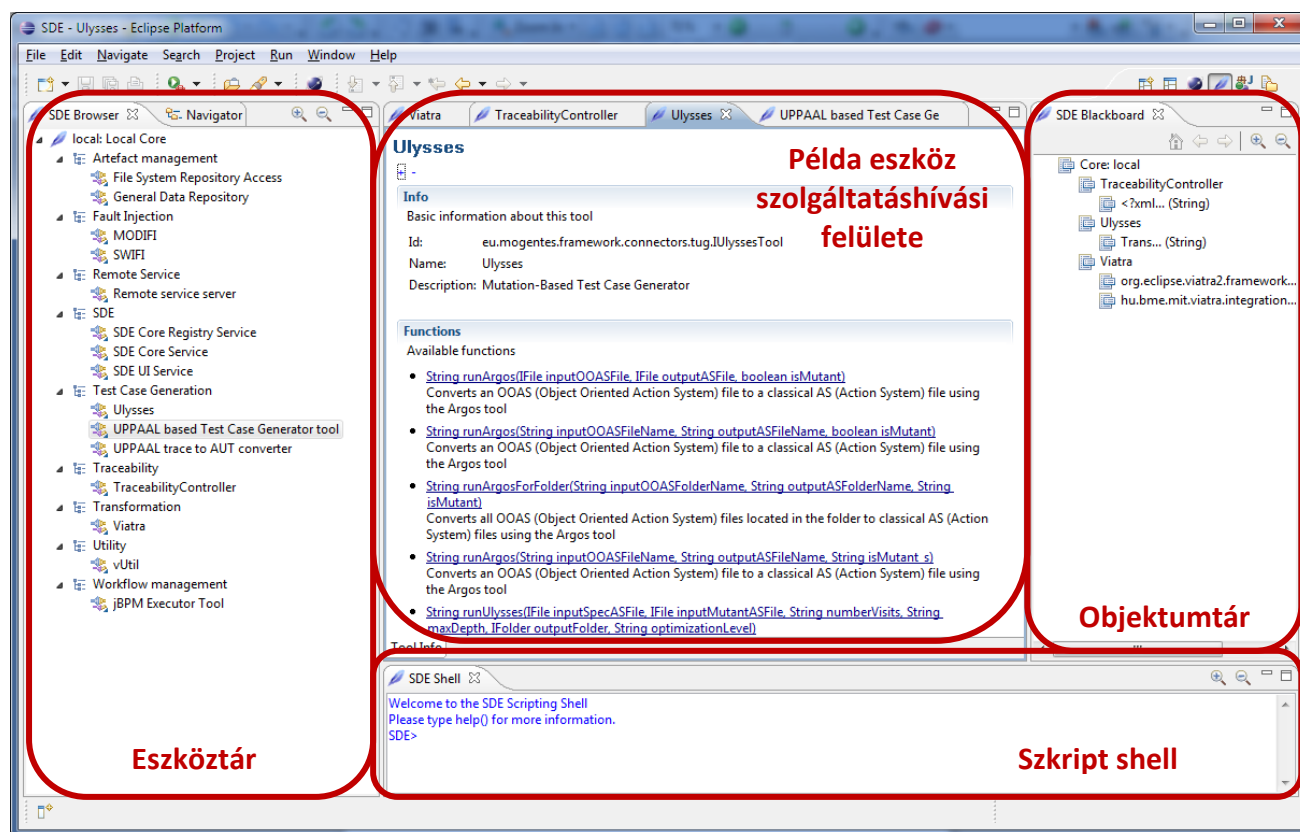 SDE - Ulysses - Eclipse Platform
File Edit Navigate Search Project Run Window Help
SDE Browser
Navigator
local: Local Core
Artefact management
File System Repository Access
General Data Repository
Fault Injection
MODIFI
SWIFI
Remote Service
Remote service server
SDE
SDE Core Registry Service
SDE Core Service
SDE UI Service
Test Case Generation
Ulysses
UPPAAL based Test Case Generator tool
UPPAAL trace to AUT converter
Traceability
TraceabilityController
Transformation
Viatra
Utility
vUtil
Workflow management
jBPM Executor Tool
Eszköztár
Viatra
TraceabilityController
Ulysses
UPPAAL based Test Case Ge
Ulysses
Példa eszköz
szolgáltatáshívási
felülete
Info
Basic information about this tool
Id: eu.mogentes.framework.connectors.tug.IUlyssesTool
Name: Ulysses
Description: Mutation-Based Test Case Generator
Functions
Available functions
String runArgos(IFile inputOOASFile, IFile outputASFile, boolean isMutant)
Converts an OOAS (Object Oriented Action System) file to a classical AS (Action System) file using
the Argos tool
String runArgos(String inputOOASFileName, String outputASFileName, boolean isMutant)
Converts an OOAS (Object Oriented Action System) file to a classical AS (Action System) file using
the Argos tool
String runArgosForFolder(String inputOOASFolderName, String outputASFolderName, String
isMutant)
Converts all OOAS (Object Oriented Action System) files located in the folder to classical AS (Action
System) files using the Argos tool
String runArgos(String inputOOASFileName, String outputASFileName, String isMutant_s)
Converts an OOAS (Object Oriented Action System) file to a classical AS (Action System) file using
the Argos tool
String runUlysses(IFile inputSpecASFile, IFile inputMutantASFile, String numberVisits, String
maxDepth, IFolder outputFolder, String optimizationLevel)
Tool Info
SDE Blackboard
Core: local
TraceabilityController
<?xml... (String)
Ulysses
Trans... (String)
Viatra
org.eclipse.viatra2.framework...
hu.bme.mit.viatra.integration...
Objektumtár
SDE Shell
Welcome to the SDE Scripting Shell
Please type help() for more information.
SDE>
Szkript shell